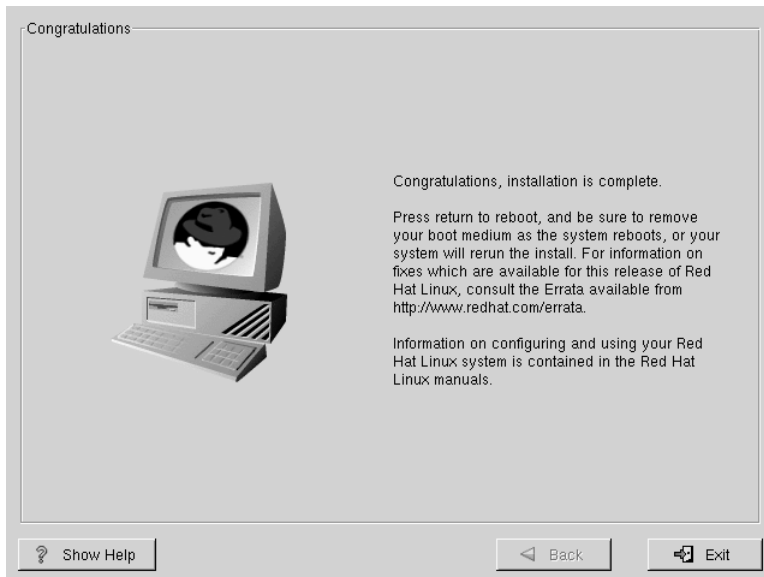 Congratulations
Congratulations, installation is complete.
Press return to reboot, and be sure to remove
your boot medium as the system reboots, or your
system will rerun the install. For information on
fixes which are available for this release of Red
Hat Linux, consult the Errata available from
http://www.redhat.com/errata.
Information on configuring and using your Red
Hat Linux system is contained in the Red Hat
Linux manuals.
Show Help
Back
Exit